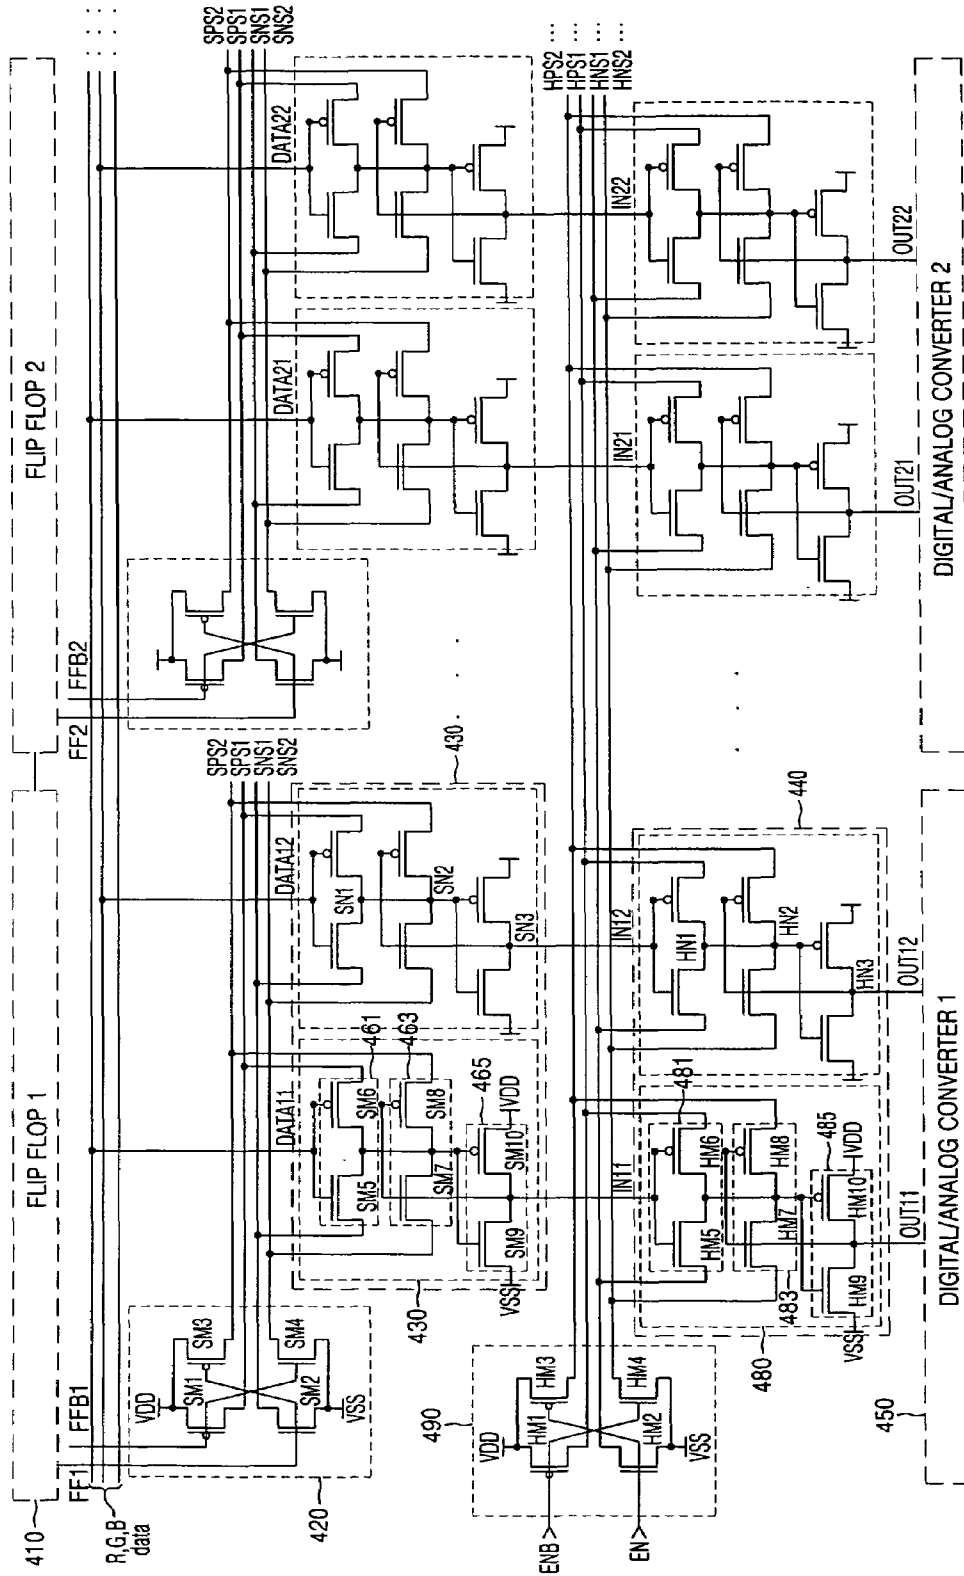 FLIP FLOP 1
FLIP FLOP 2
410
FF1
FFB1
FF2
FFB2
R,G,B
data
VDD
SM1
SM3
SM2
SM4
VSS
420
SPS2
SPS1
SNS1
SNS2
SPS2
SPS1
SNS1
SNS2
DATA11
461
SM5
SM6
463
SM7
SM8
465
VSS
SM9
SM10
VDD
430
DATA12
SN1
SN2
SN3
430
DATA21
DATA22
490
VDD
HM1
HM3
HM2
HM4
VSS
ENB
EN
HPS2
HPS1
HNS1
HNS2
IN11
481
HM5
HM6
HM7
HM8
483
485
VSS
HM9
HM10
VDD
480
IN12
HN1
HN2
HN3
440
IN21
IN22
OUT11
OUT12
OUT21
OUT22
450
DIGITAL/ANALOG CONVERTER 1
DIGITAL/ANALOG CONVERTER 2